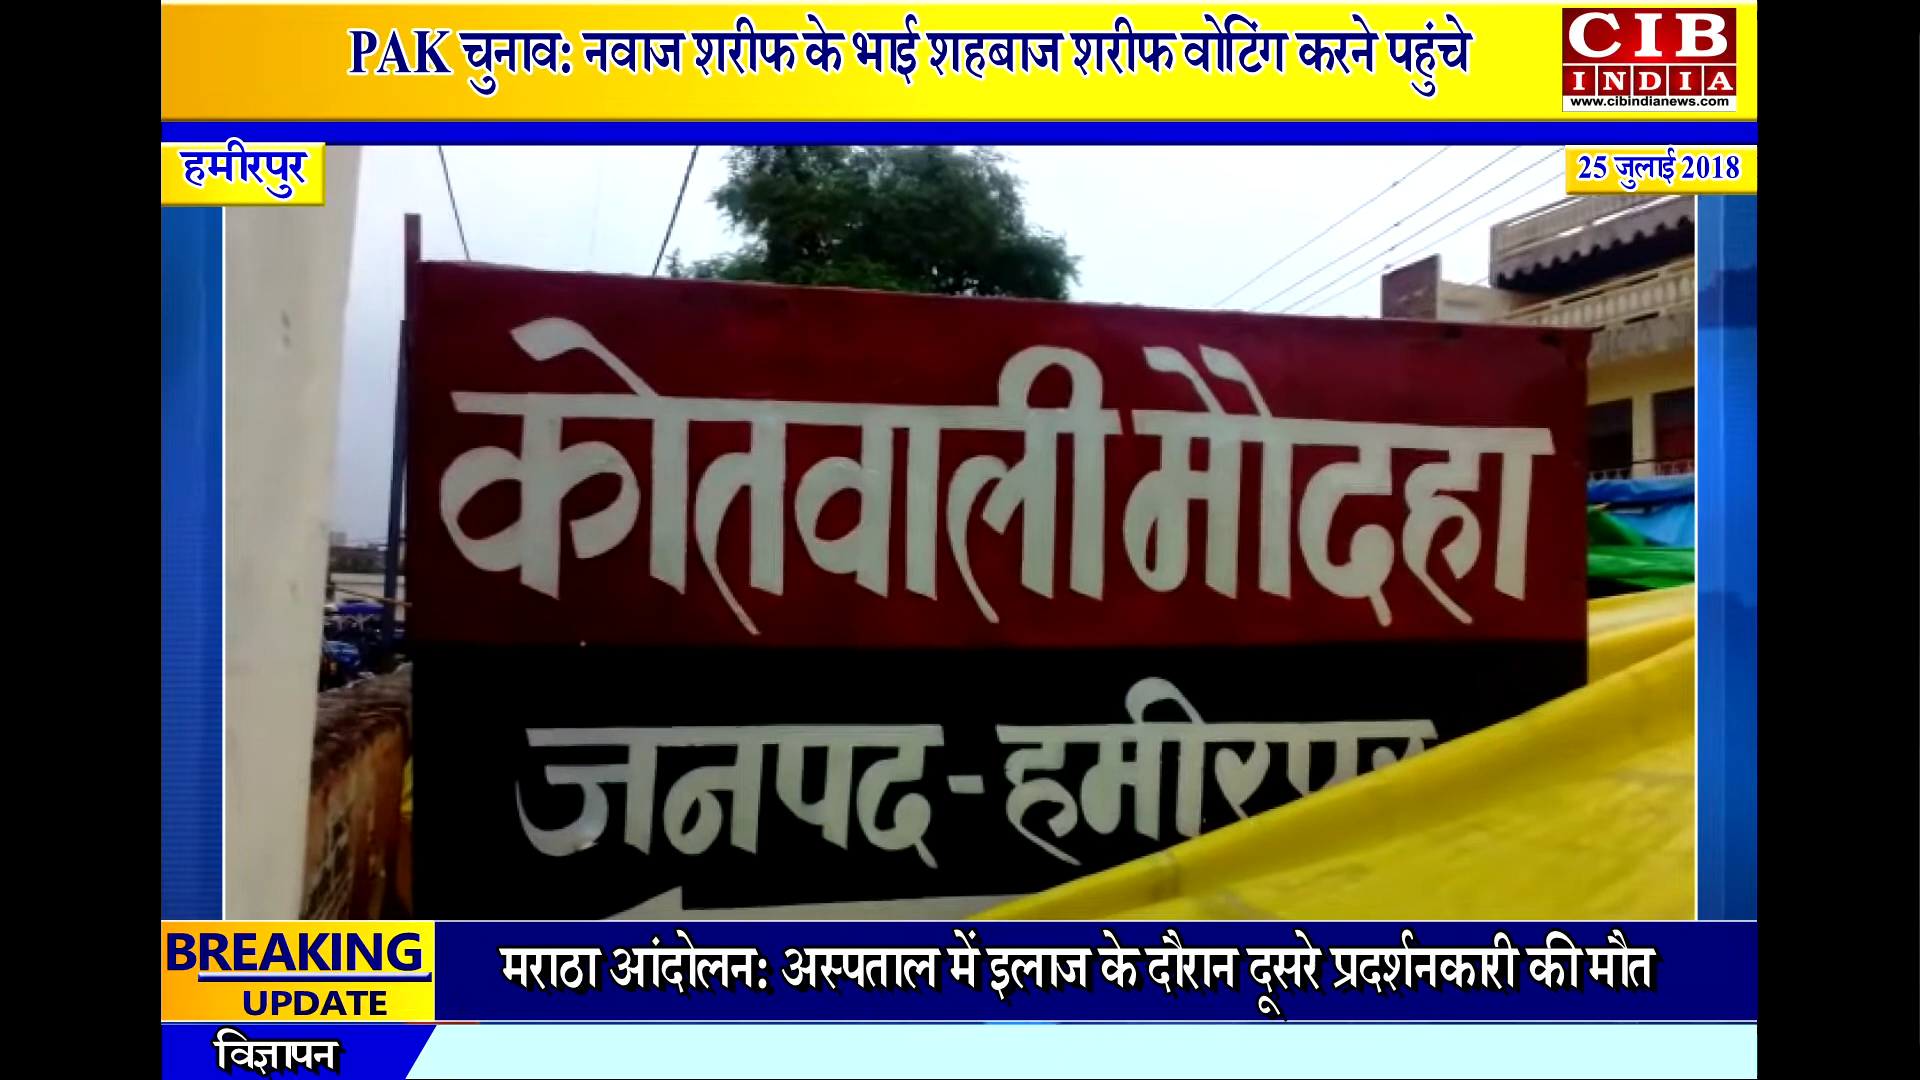 PAK चुनाव: नवाज शरीफ के भाई शहबाज शरीफ वोटिंग करने पहुंचे
CIB
INDIA
www.cibindianews.com
हमीरपुर
25 जुलाई 2018
कोतवाली मौदहा
जनपद-हमीरपुर
BREAKING
UPDATE
मराठा आंदोलन: अस्पताल में इलाज के दौरान दूसरे प्रदर्शनकारी की मौत
विज्ञापन